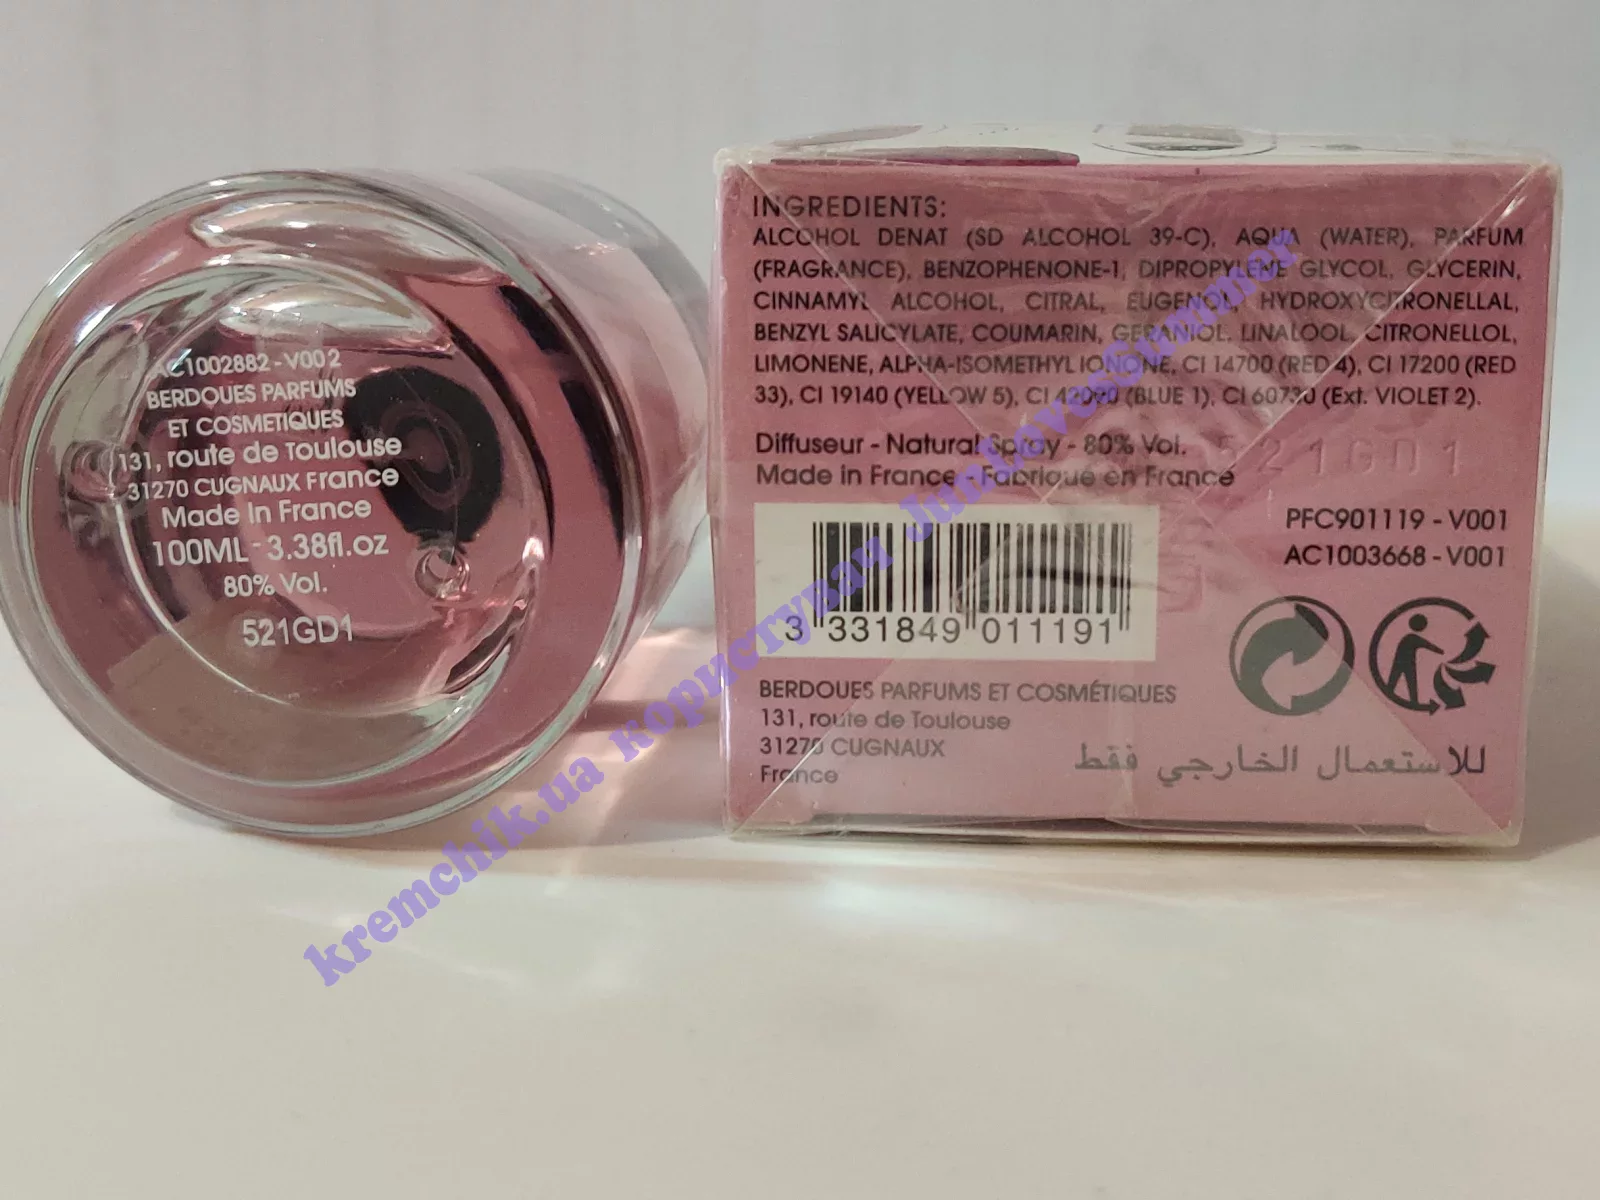 AC1002882 - V002
BERDOUES PARFUMS
ET COSMETIQUES
131, route de Toulouse
31270 CUGNAUX France
Made in France
100ML - 3.38fl.oz
80% Vol.
521GD1
INGREDIENTS:
ALCOHOL DENAT (SD ALCOHOL 39-C), AQUA (WATER), PARFUM
(FRAGRANCE), BENZOPHENONE-1, DIPROPYLENE GLYCOL, GLYCERIN,
CINNAMYL ALCOHOL, CITRAL, EUGENOL, HYDROXYCITRONELLAL,
BENZYL SALICYLATE, COUMARIN, GERANIOL, LINALOOL, CITRONELLOL,
LIMONENE, ALPHA-ISOMETHYL IONONE, CI 14700 (RED 4), CI 17200 (RED
33), CI 19140 (YELLOW 5), CI 42090 (BLUE 1), CI 60730 (Ext. VIOLET 2).
Diffuseur - Natural Spray - 80% Vol.
521GD1
Made in France - Fabriqué en France
PFC901119 - V001
AC1003668 - V001
3 331849 011191
BERDOUES PARFUMS ET COSMÉTIQUES
131, route de Toulouse
31270 CUGNAUX
France
للاستعمال الخارجي فقط
kremchik.ua користувач Junilovestoummer